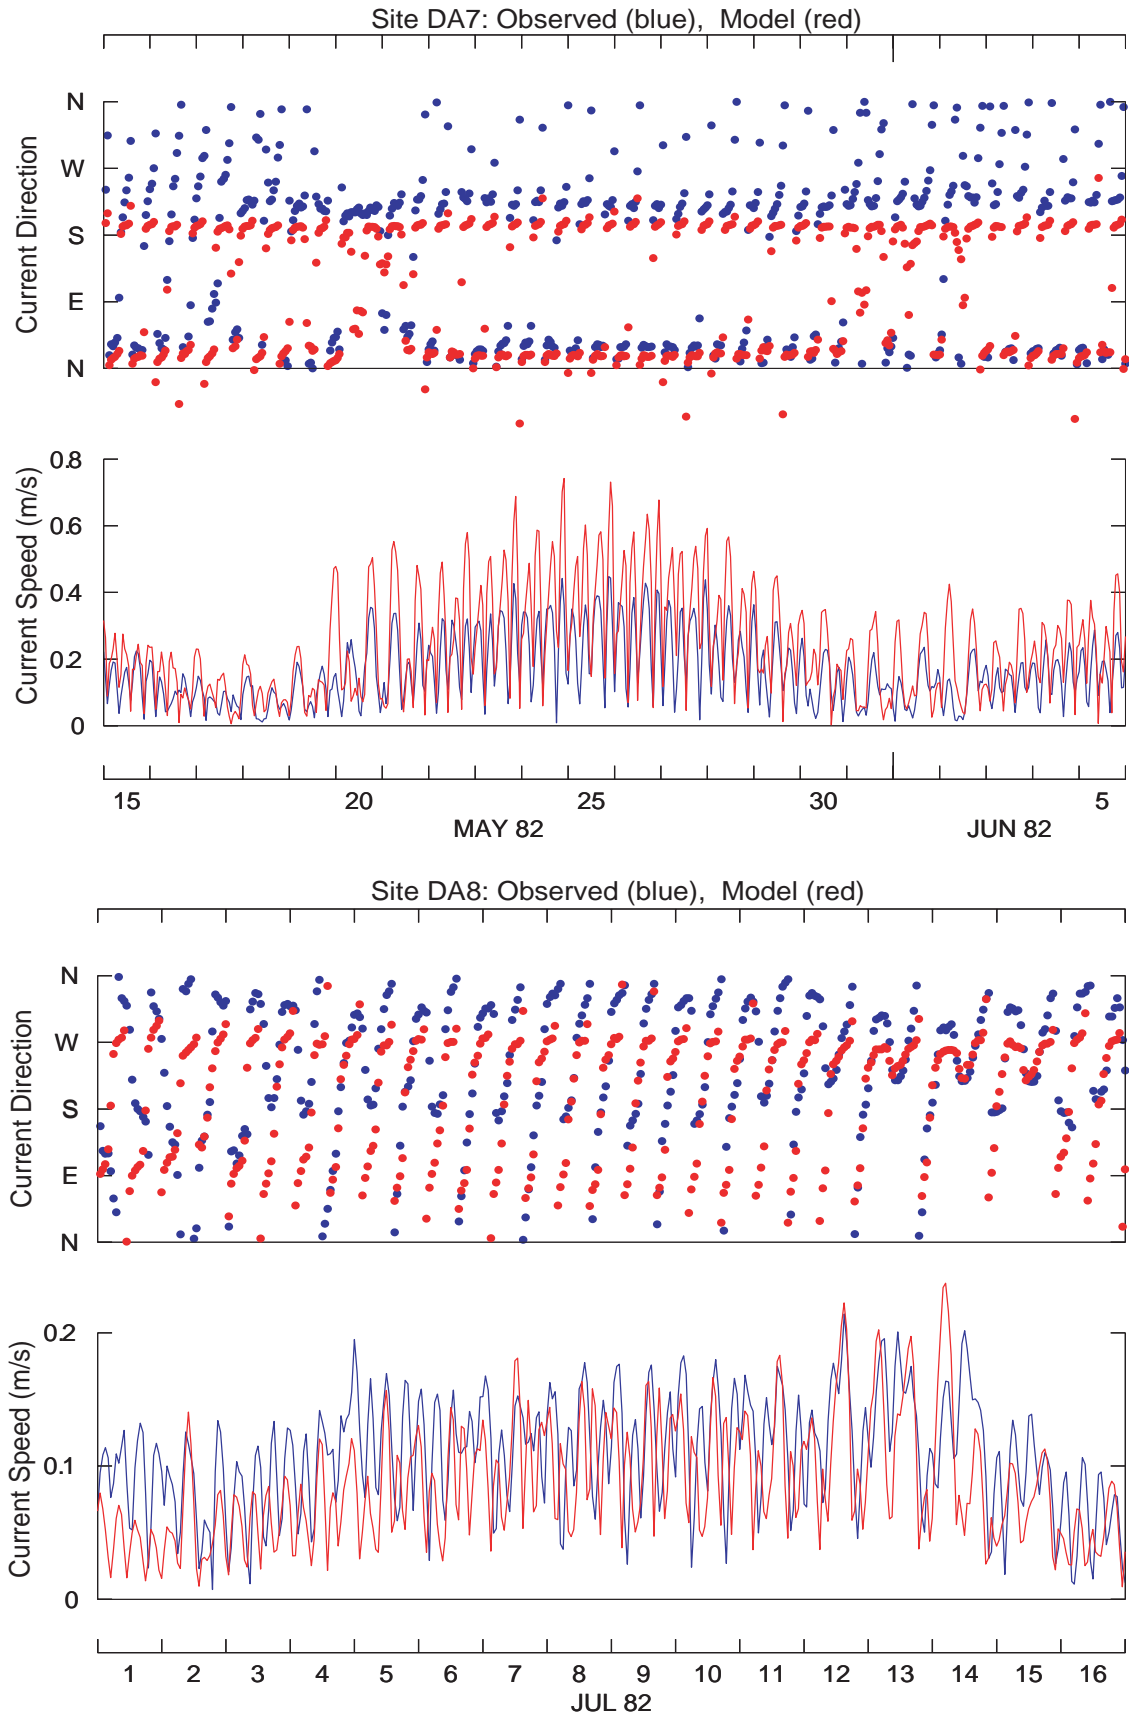 Site DA7: Observed (blue), Model (red)
N
W
S
E
N
Current Direction
0.8
0.6
0.4
0.2
0
Current Speed (m/s)
15 20 25 30 5
MAY 82 JUN 82
Site DA8: Observed (blue), Model (red)
N
W
S
E
N
Current Direction
0.2
0.1
0
Current Speed (m/s)
1 2 3 4 5 6 7 8 9 10 11 12 13 14 15 16
JUL 82